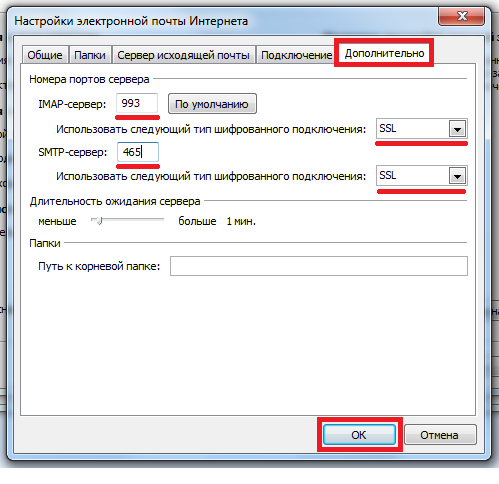 Настройки электронной почты Интернета
Общие Папки Сервер исходящей почты Подключение Дополнительно
Номера портов сервера
IMAP-сервер: 993 По умолчанию
Использовать следующий тип шифрованного подключения: SSL
SMTP-сервер: 465
Использовать следующий тип шифрованного подключения: SSL
Длительность ожидания сервера
меньше больше 1 мин.
Папки
Путь к корневой папке:
OK Отмена